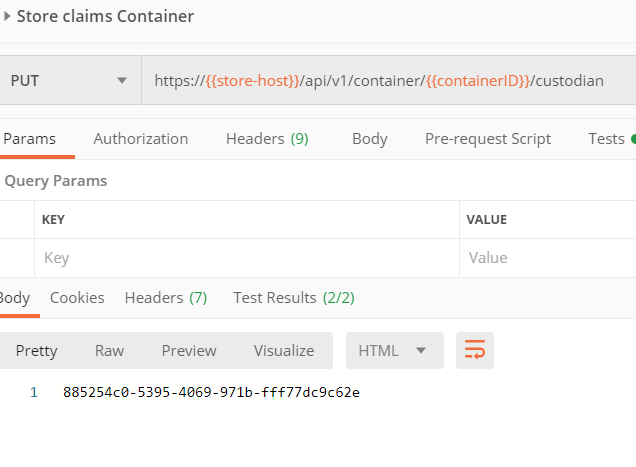 Store claims Container
PUT https://{{store-host}}/api/v1/container/{{containerID}}/custodian
Params Authorization Headers (9) Body Pre-request Script Tests
Query Params
KEY VALUE
Key Value
Body Cookies Headers (7) Test Results (2/2)
Pretty Raw Preview Visualize HTML
1 885254c0-5395-4069-971b-fff77dc9c62e